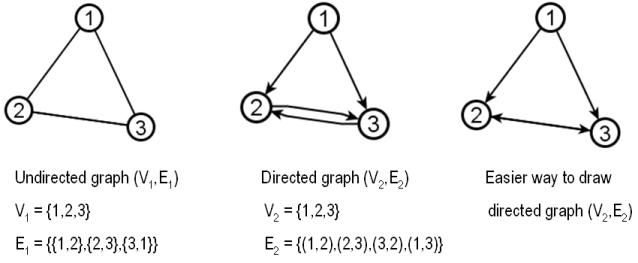 1
2
3
Undirected graph (V₁,E₁)
V₁ = {1,2,3}
E₁ = {{1,2},{2,3},{3,1}}
1
2
3
Directed graph (V₂,E₂)
V₂ = {1,2,3}
E₂ = {(1,2),(2,3),(3,2),(1,3)}
1
2
3
Easier way to draw
directed graph (V₂,E₂)